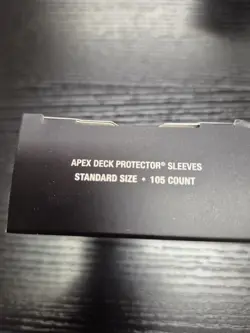 APEX DECK PROTECTOR® SLEEVES
STANDARD SIZE • 105 COUNT